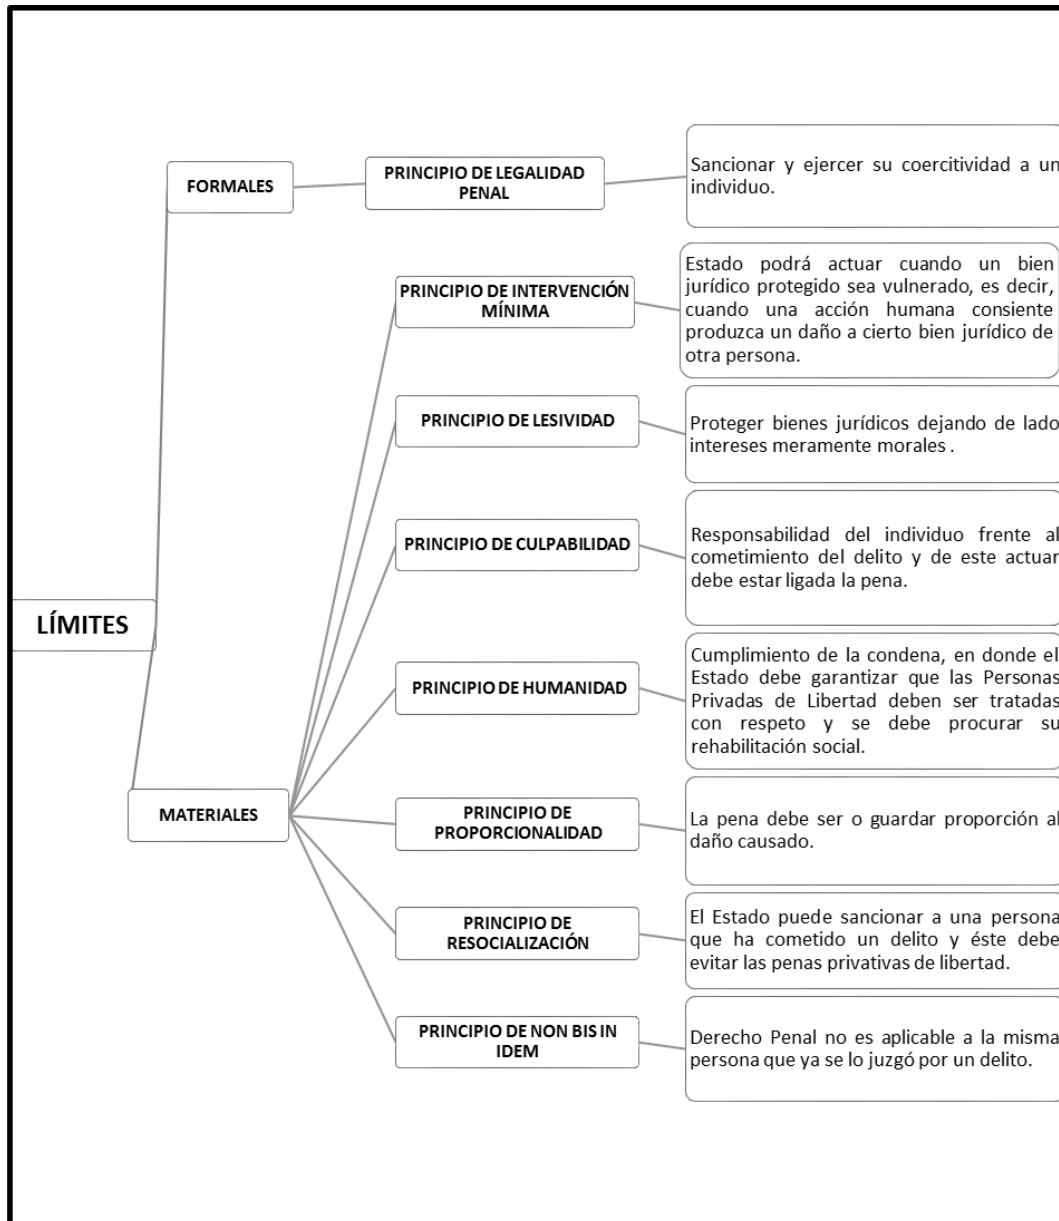 LÍMITES
FORMALES
PRINCIPIO DE LEGALIDAD
PENAL
Sancionar y ejercer su coercitividad a un
individuo.
MATERIALES
PRINCIPIO DE INTERVENCIÓN
MÍNIMA
Estado podrá actuar cuando un bien
jurídico protegido sea vulnerado, es decir,
cuando una acción humana consiente
produzca un daño a cierto bien jurídico de
otra persona.
PRINCIPIO DE LESIVIDAD
Proteger bienes jurídicos dejando de lado
intereses meramente morales .
PRINCIPIO DE CULPABILIDAD
Responsabilidad del individuo frente al
cometimiento del delito y de este actuar
debe estar ligada la pena.
PRINCIPIO DE HUMANIDAD
Cumplimiento de la condena, en donde el
Estado debe garantizar que las Personas
Privadas de Libertad deben ser tratadas
con respeto y se debe procurar su
rehabilitación social.
PRINCIPIO DE
PROPORCIONALIDAD
La pena debe ser o guardar proporción al
daño causado.
PRINCIPIO DE
RESOCIALIZACIÓN
El Estado puede sancionar a una persona
que ha cometido un delito y éste debe
evitar las penas privativas de libertad.
PRINCIPIO DE NON BIS IN
IDEM
Derecho Penal no es aplicable a la misma
persona que ya se lo juzgó por un delito.